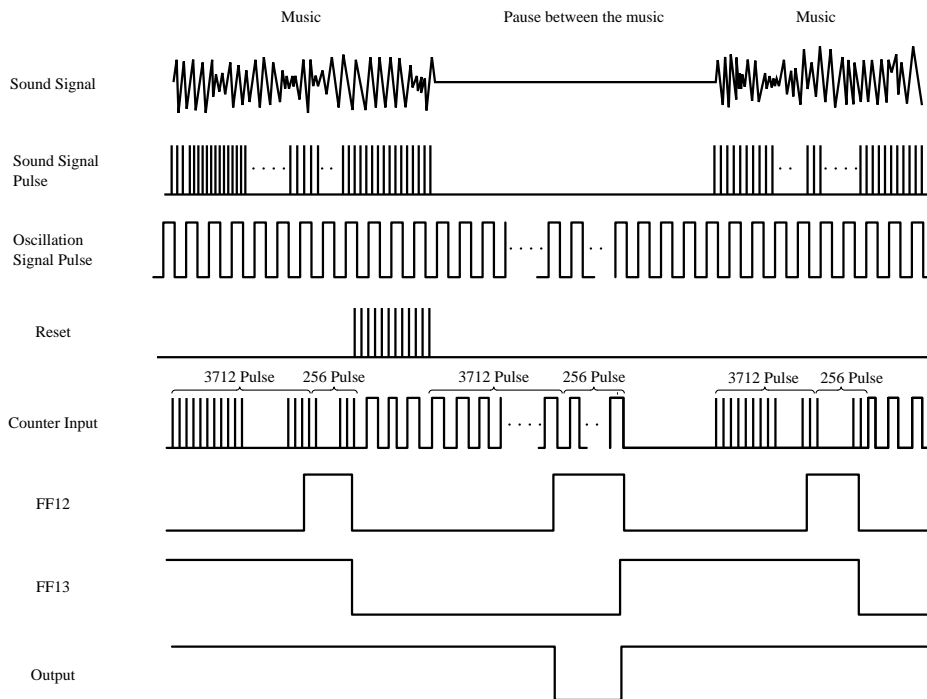 Music Pause between the music Music
Sound Signal
Sound Signal
Pulse
Oscillation
Signal Pulse
Reset
3712 Pulse 256 Pulse 3712 Pulse 256 Pulse 3712 Pulse 256 Pulse
Counter Input
FF12
FF13
Output